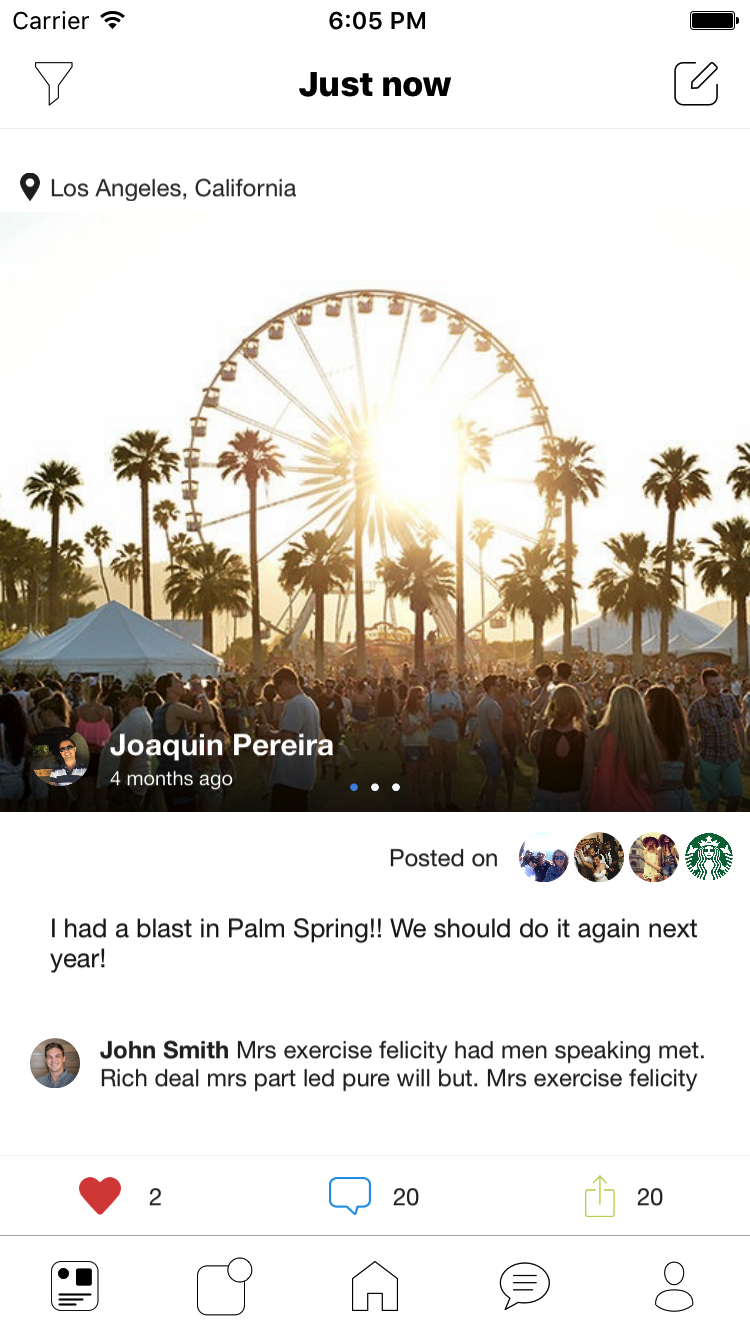 Carrier 6:05 PM
Just now
Los Angeles, California
Joaquin Pereira
4 months ago
Posted on
I had a blast in Palm Spring!! We should do it again next
year!
John Smith Mrs exercise felicity had men speaking met.
Rich deal mrs part led pure will but. Mrs exercise felicity
2 20 20